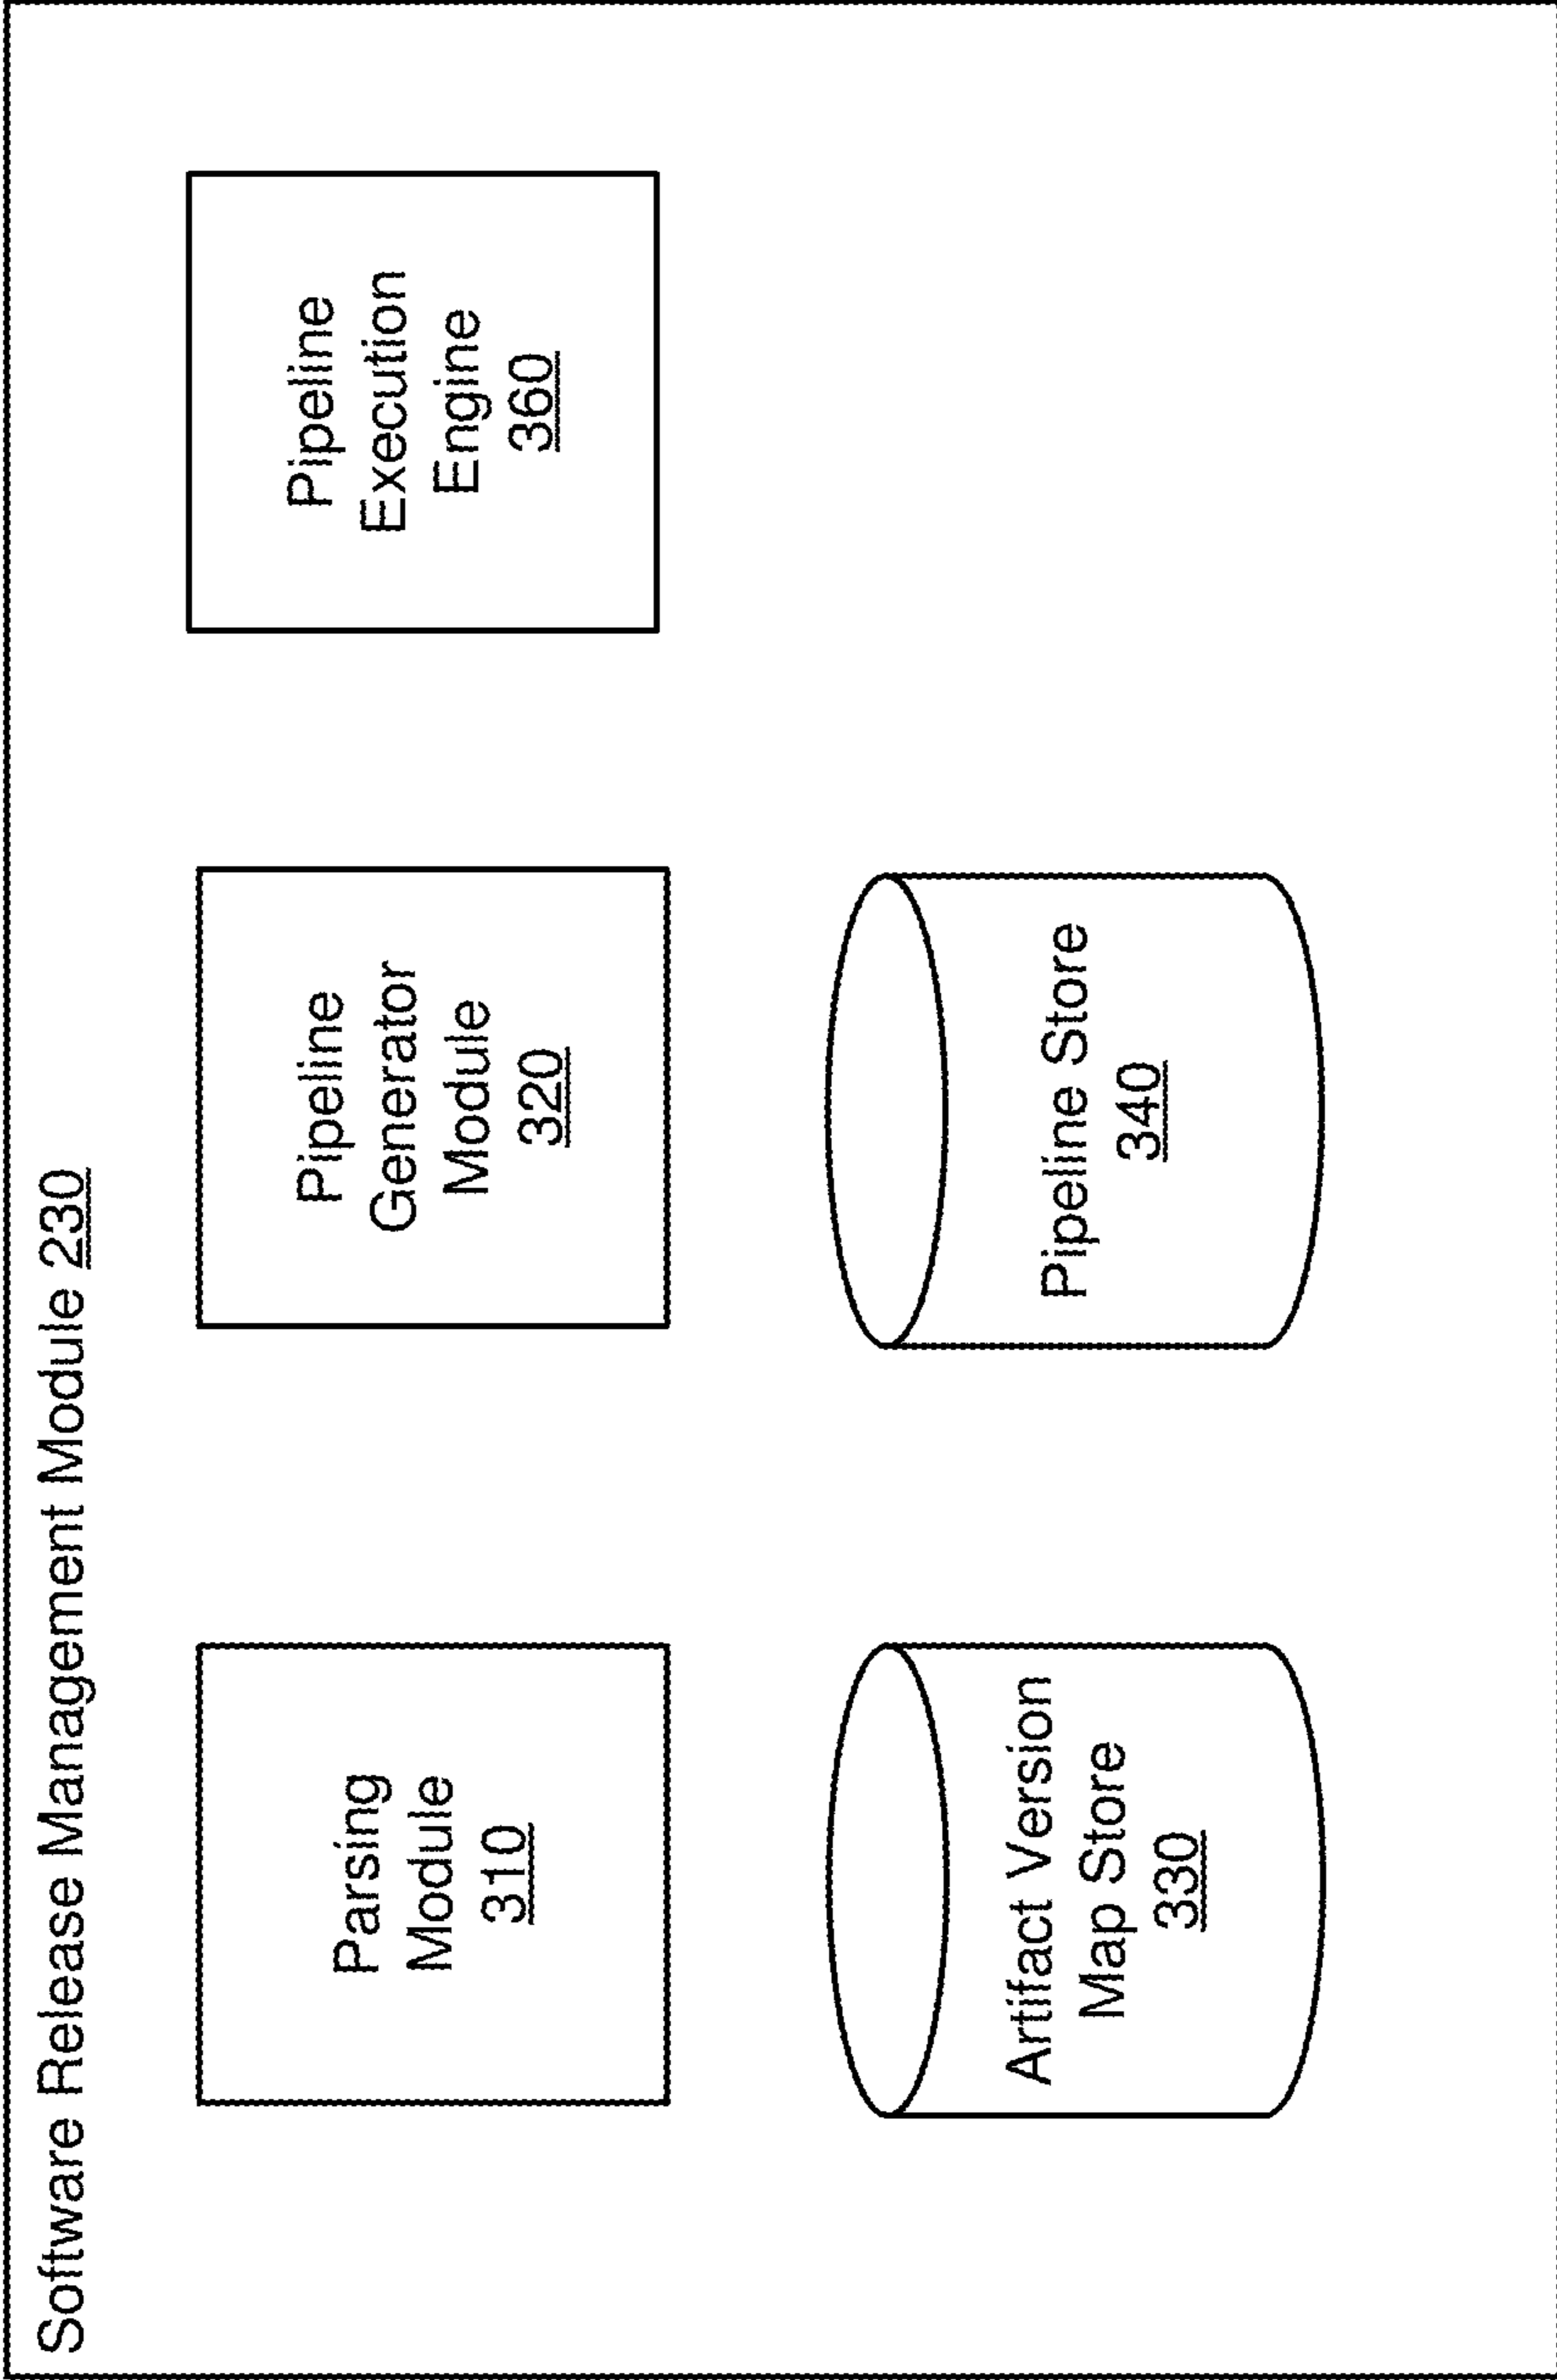 Software Release Management Module 230
Parsing
Module
310
Pipeline
Generator
Module
320
Pipeline
Execution
Engine
360
Artifact Version
Map Store
330
Pipeline Store
340